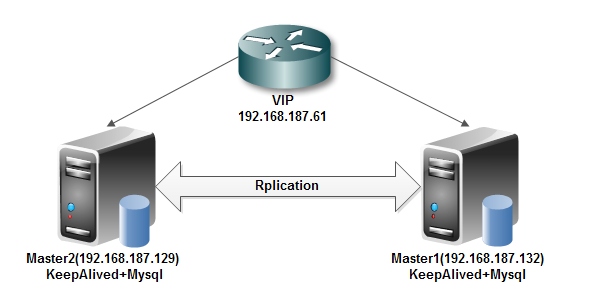 VIP
192.168.187.61
Rplication
Master2(192.168.187.129)
KeepAlived+Mysql
Master1(192.168.187.132)
KeepAlived+Mysql